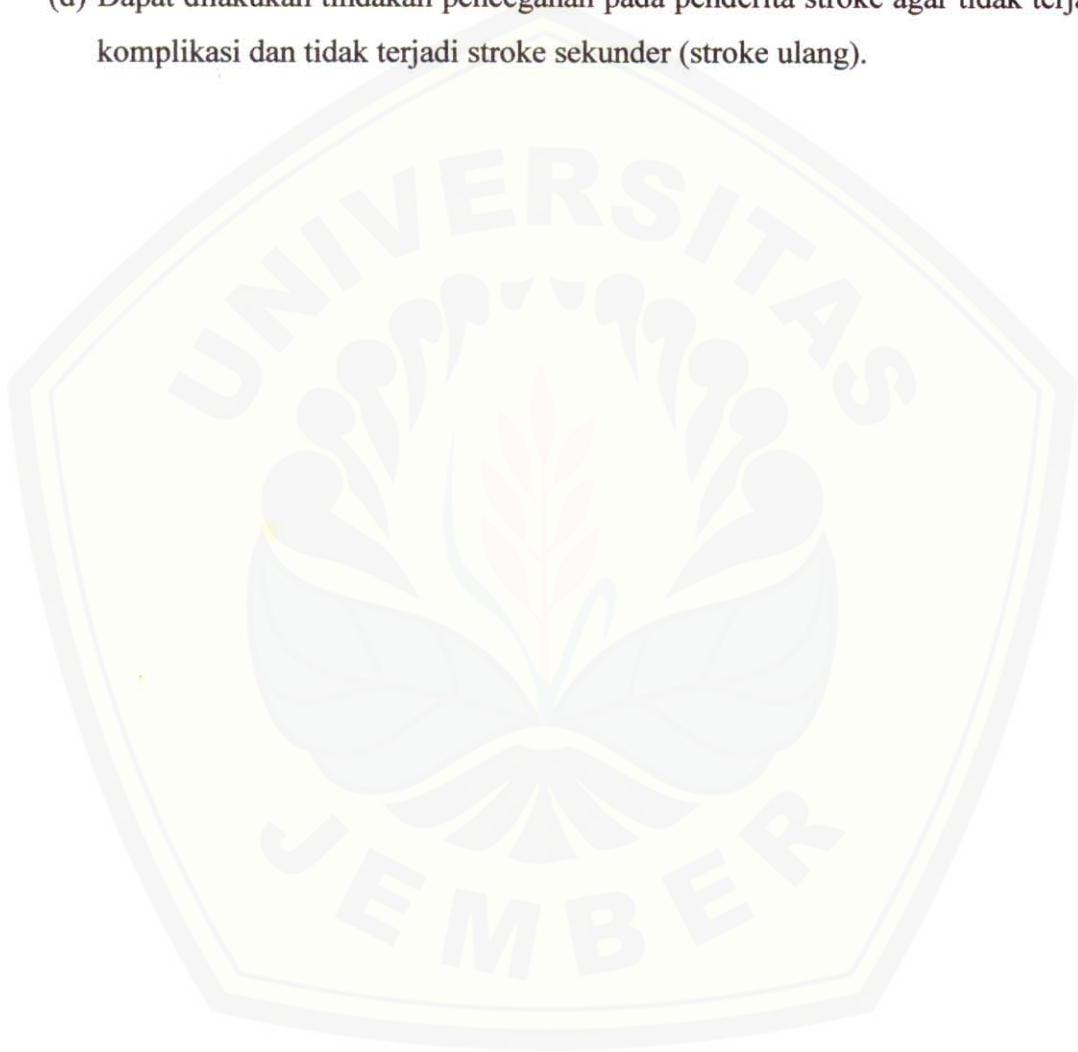 (d) Dapat dilakukan tindakan pencegahan pada penderita stroke agar tidak
komplikasi dan tidak terjadi stroke sekunder (stroke ulang).
UNIVERSITAS
JEMBER